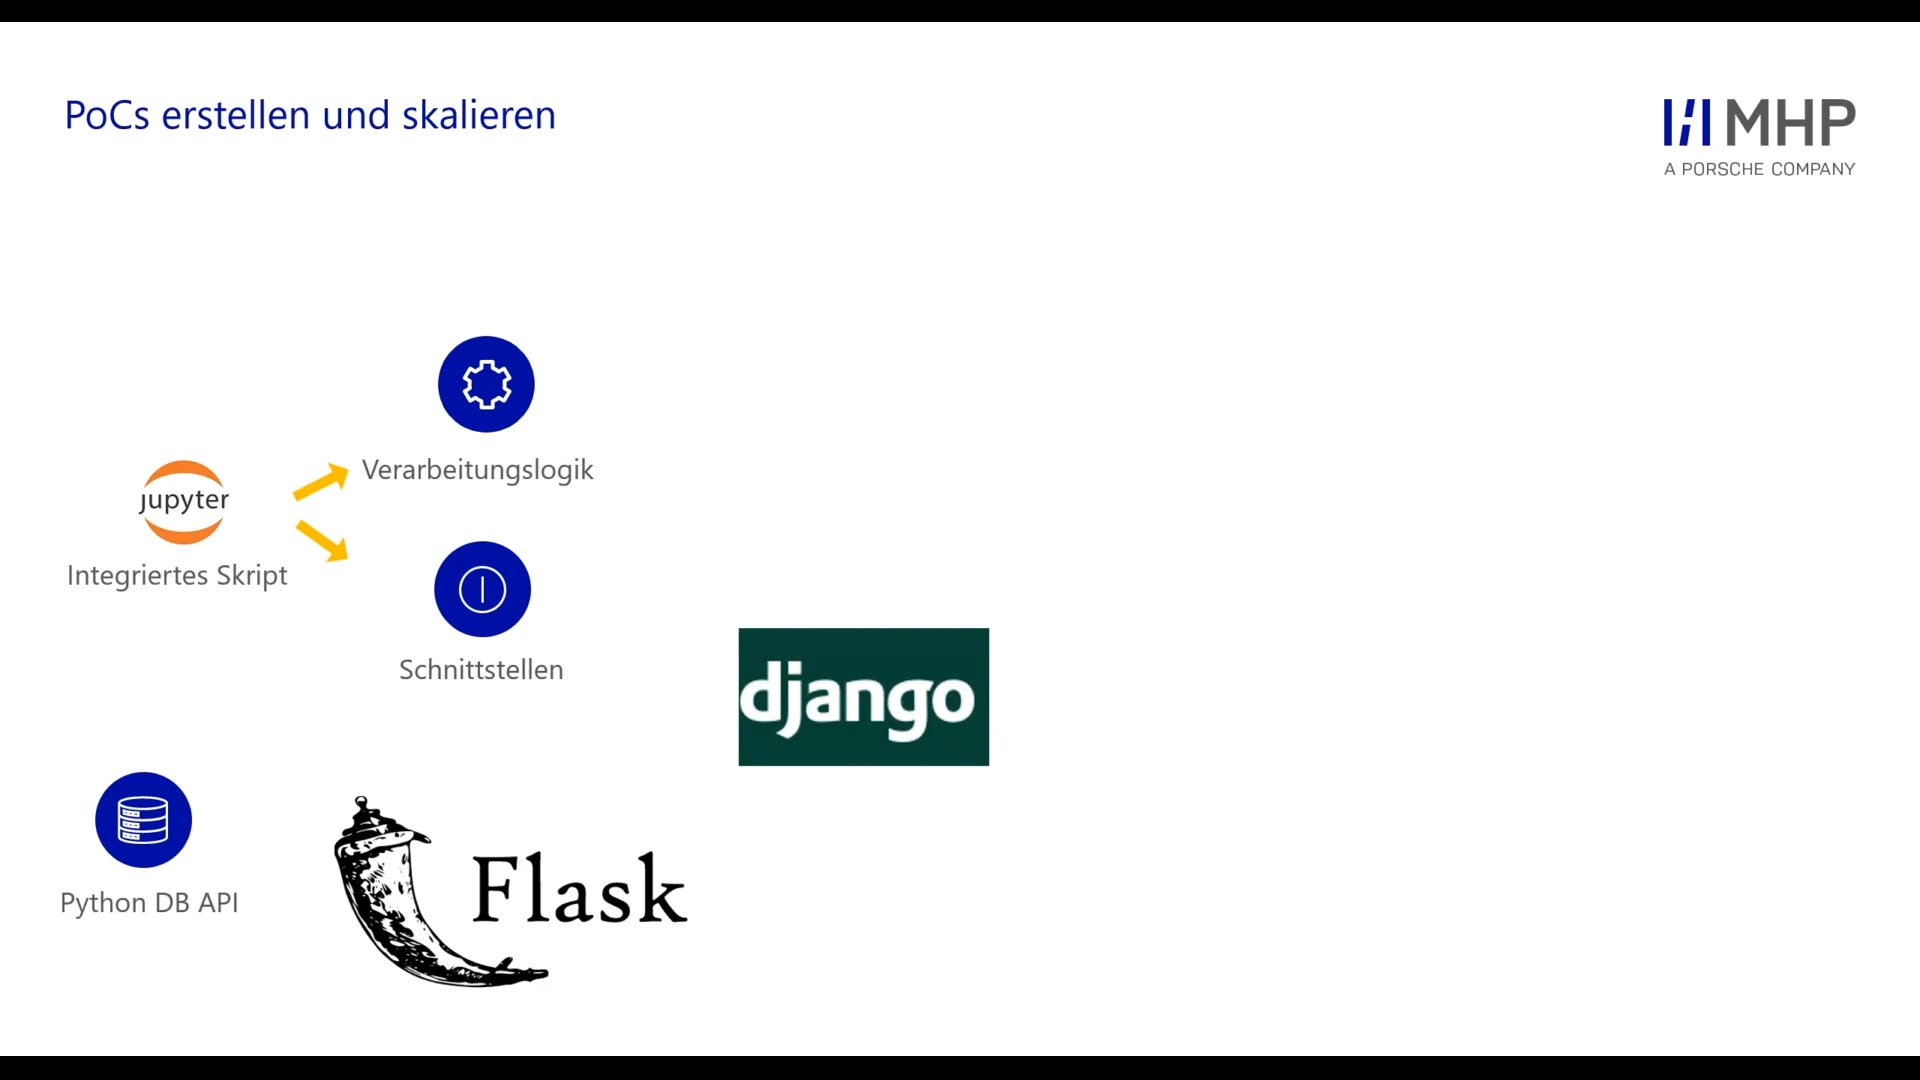 PoCs erstellen und skalieren
MHP
A PORSCHE COMPANY
Verarbeitungslogik
jupyter
Integriertes Skript
Schnittstellen
django
Python DB API
Flask